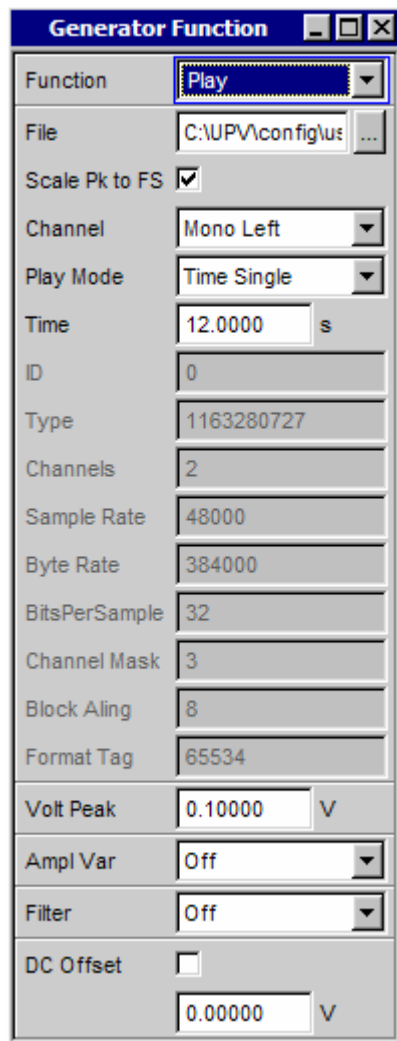 Generator Function
Function Play
File C:\UPV\config\us ...
Scale Pk to FS
Channel Mono Left
Play Mode Time Single
Time 12.0000 s
ID 0
Type 1163280727
Channels 2
Sample Rate 48000
Byte Rate 384000
BitsPerSample 32
Channel Mask 3
Block Aling 8
Format Tag 65534
Volt Peak 0.10000 V
Ampl Var Off
Filter Off
DC Offset
0.00000 V